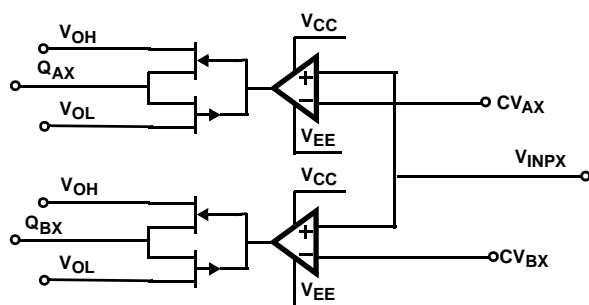 VOH
VCC
QAX
+
−
CVAX
VOL
VEE
VINPX
VOH
VCC
QBX
+
−
CVBX
VOL
VEE